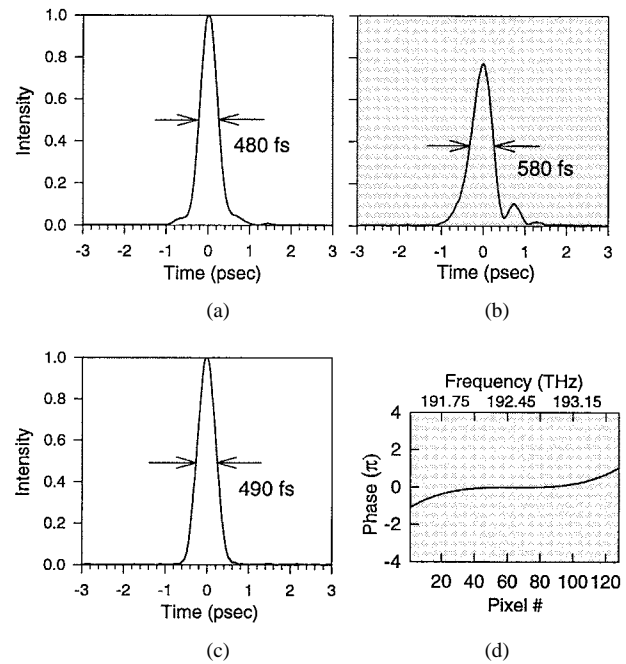 1.0
0.8
0.6
0.4
0.2
0.0
Intensity
480 fs
-3 -2 -1 0 1 2 3
Time (psec)
(a)
580 fs
-3 -2 -1 0 1 2 3
Time (psec)
(b)
1.0
0.8
0.6
0.4
0.2
0.0
Intensity
490 fs
-3 -2 -1 0 1 2 3
Time (psec)
(c)
Frequency (THz)
191.75 192.45 193.15
4
2
0
-2
-4
Phase (π)
20 40 60 80 100 120
Pixel #
(d)